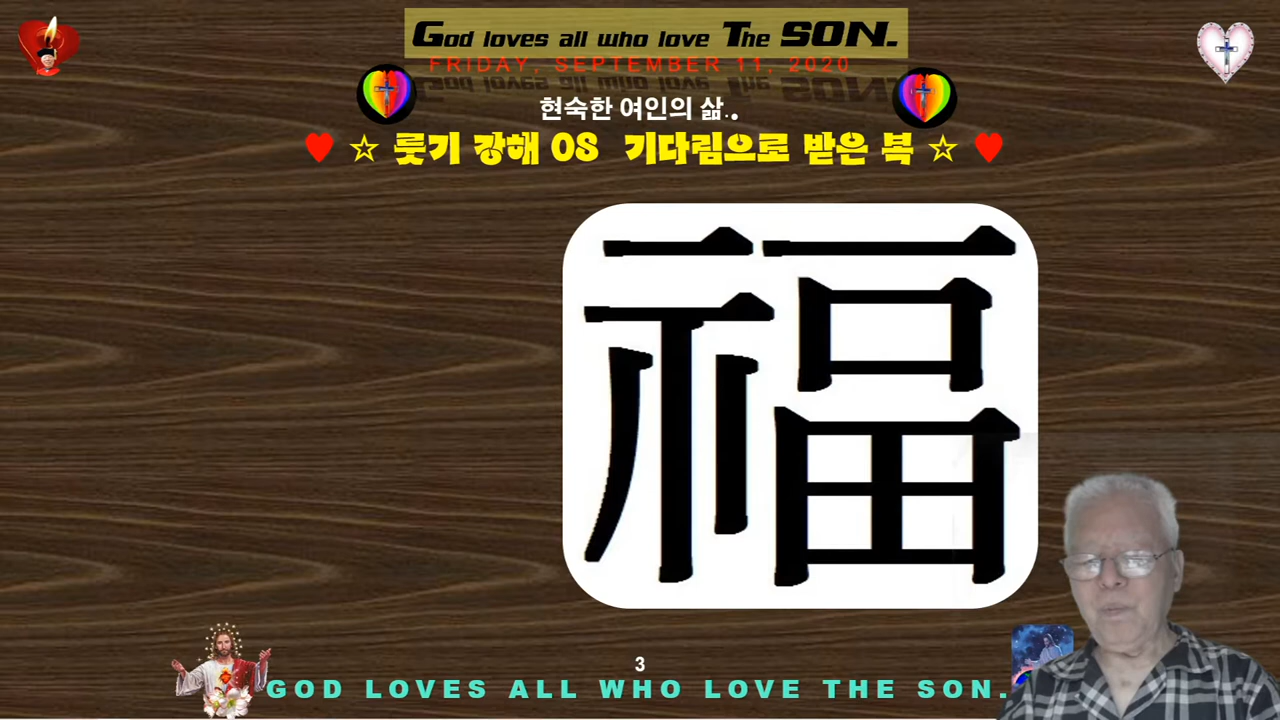 God loves all who love The SON.
FRIDAY, SEPTEMBER 11, 2020
현숙한 여인의 삶..
♥ ☆ 룻기 강해 08 기다림으로 받은 복 ☆ ♥
福
3
GOD LOVES ALL WHO LOVE THE SON.